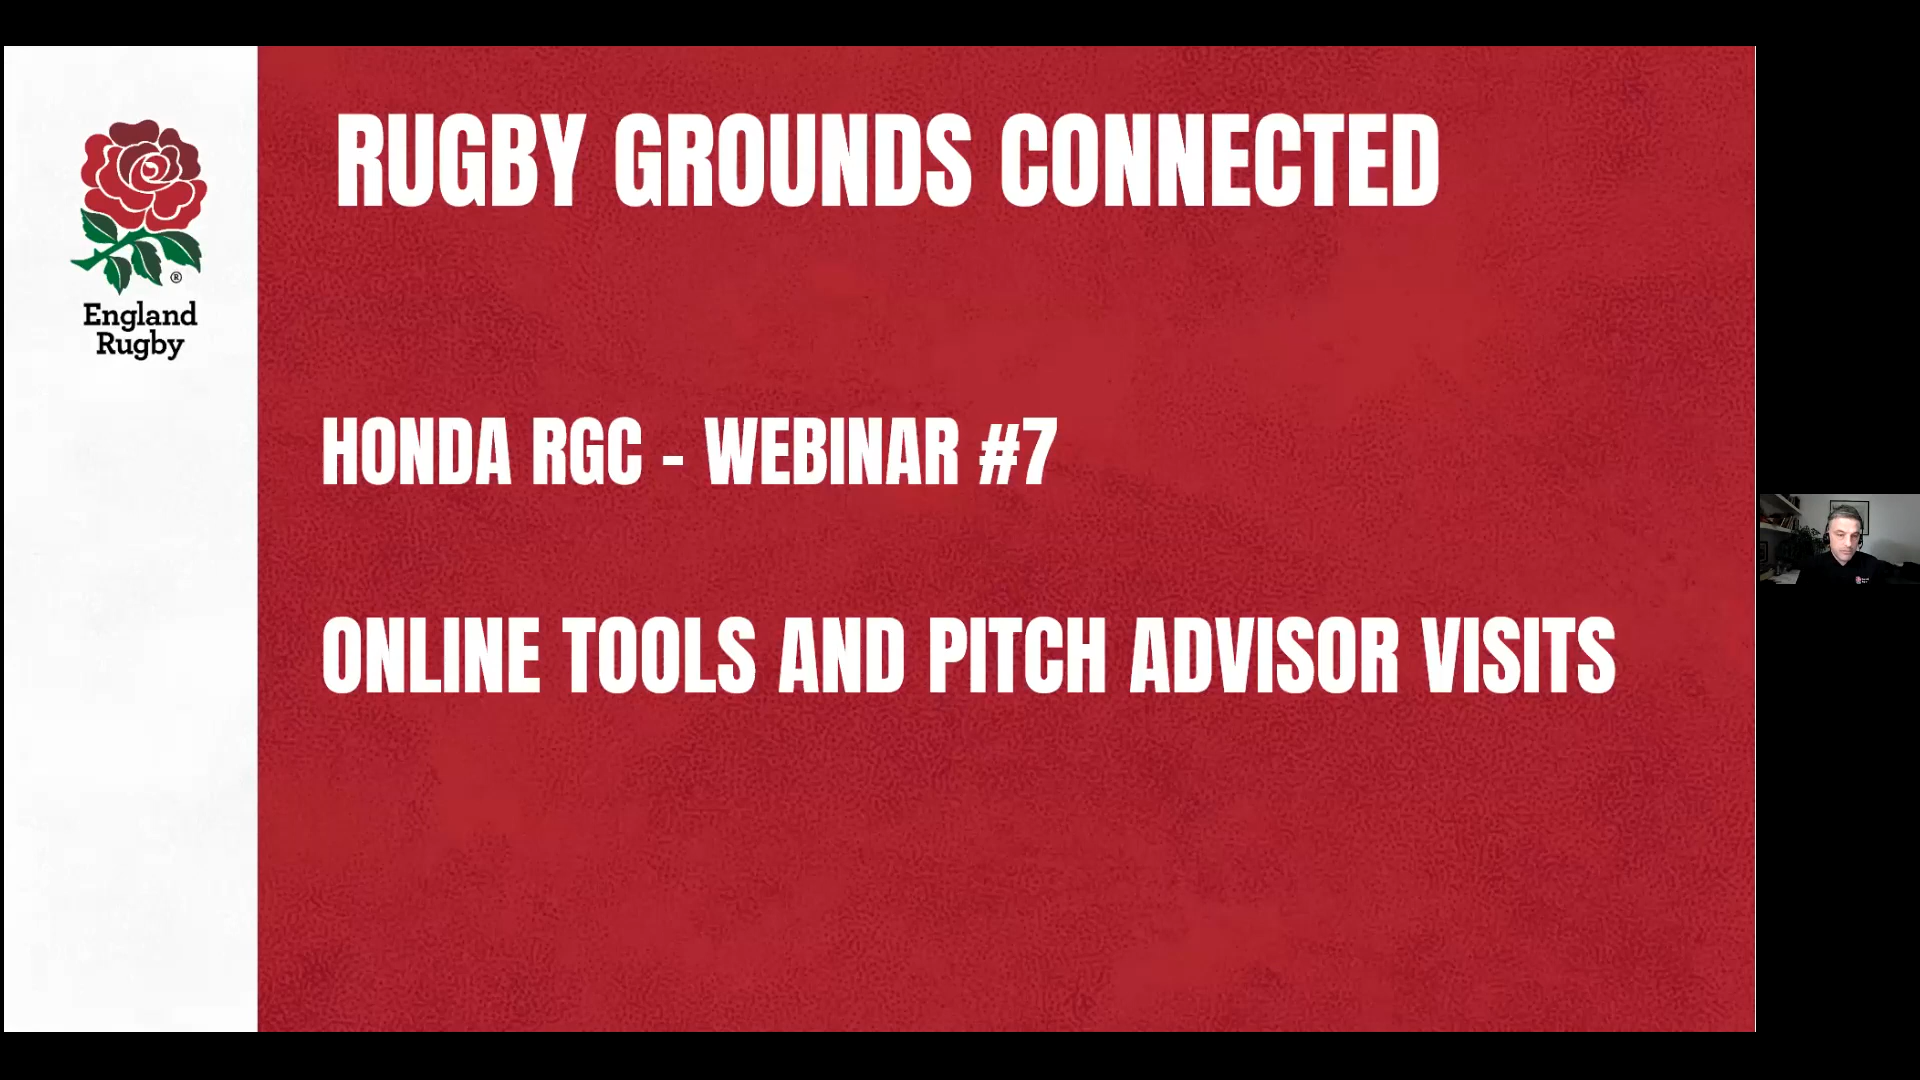 England
Rugby
®
RUGBY GROUNDS CONNECTED
HONDA RGC - WEBINAR #7
ONLINE TOOLS AND PITCH ADVISOR VISITS